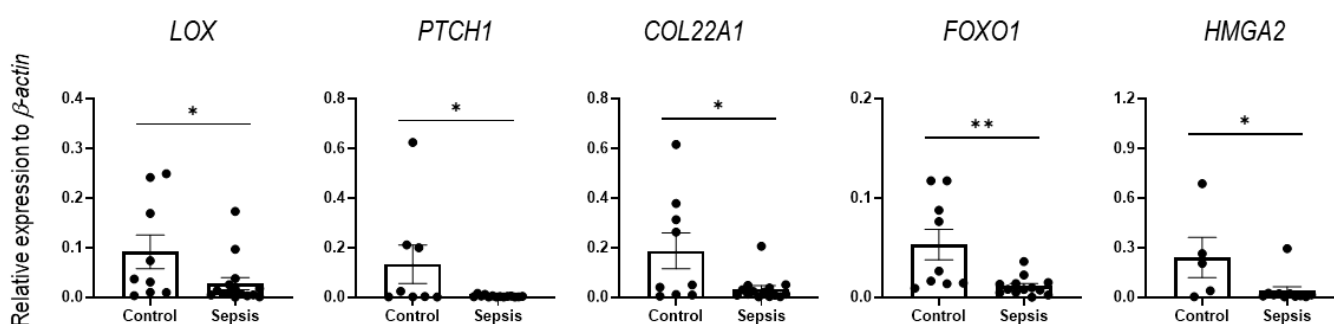 LOX PTCH1 COL22A1 FOXO1 HMGA2
Relative expression to β-actin
0.4 0.8 0.8 0.2 1.2
* * * ** *
0.3 0.6 0.6 0.9
0.2 0.4 0.4 0.1 0.6
0.1 0.2 0.2 0.3
0.0 0.0 0.0 0.0 0.0
Control Sepsis Control Sepsis Control Sepsis Control Sepsis Control Sepsis